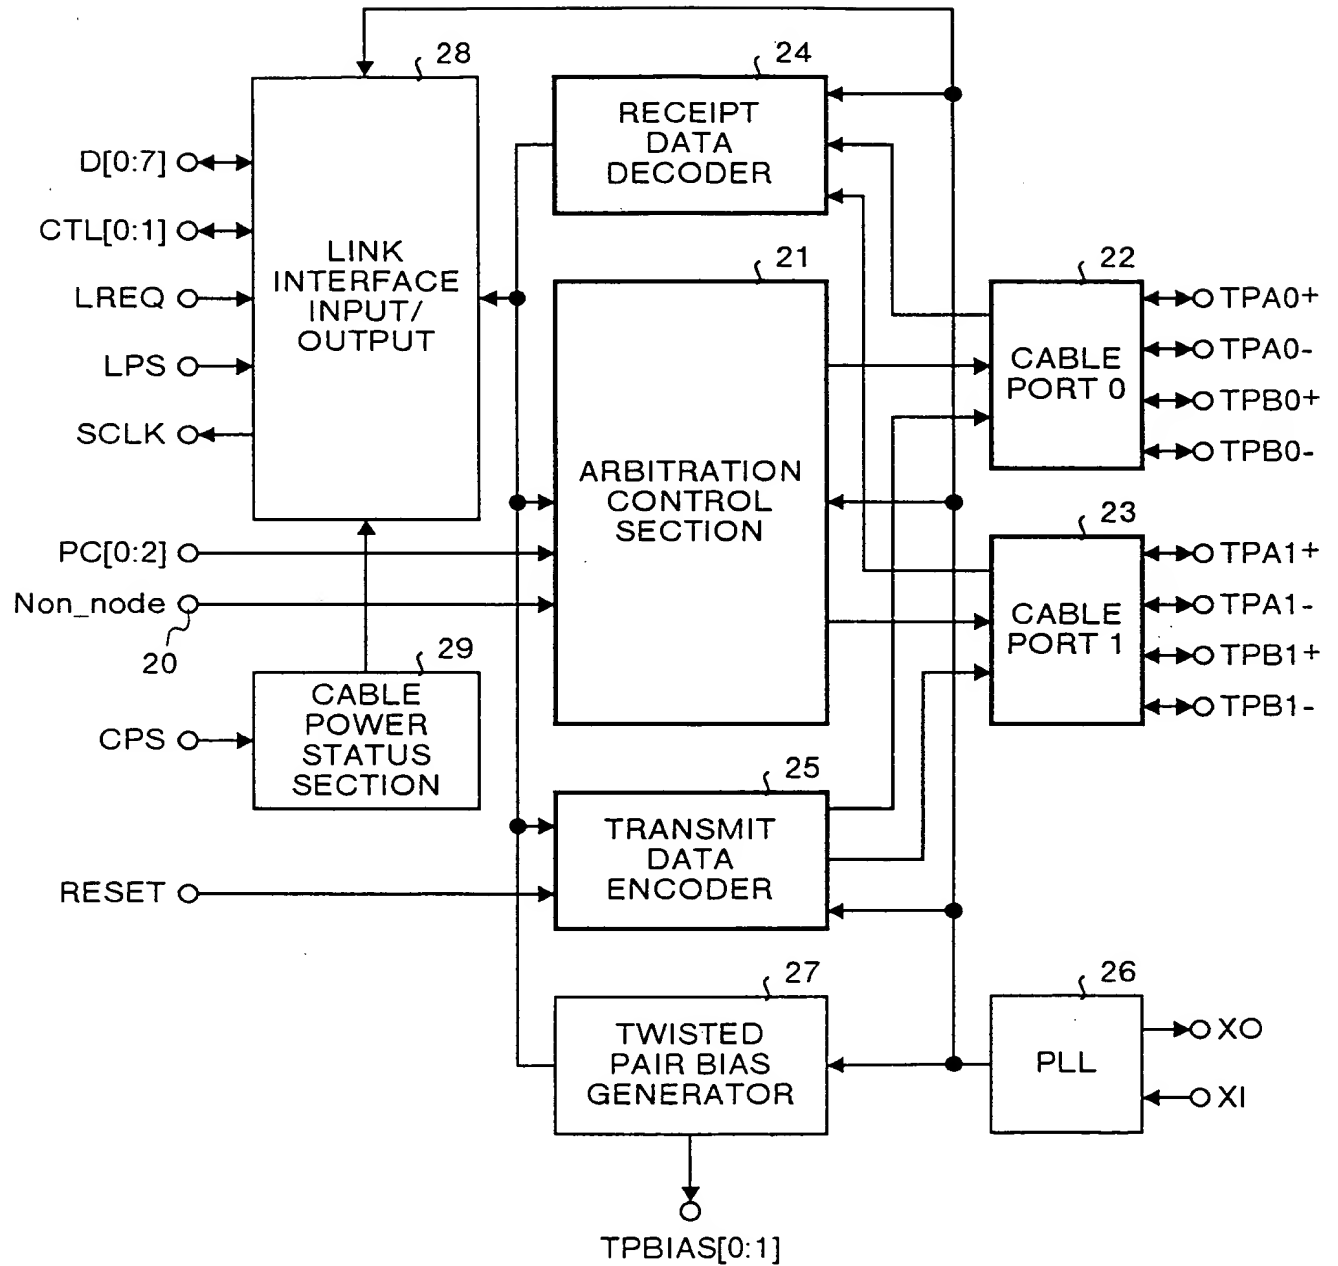 28
24
RECEIPT
DATA
DECODER
D[0:7]
CTL[0:1]
LREQ
LPS
SCLK
LINK
INTERFACE
INPUT/
OUTPUT
21
ARBITRATION
CONTROL
SECTION
22
CABLE
PORT 0
TPA0+
TPA0-
TPB0+
TPB0-
23
CABLE
PORT 1
TPA1+
TPA1-
TPB1+
TPB1-
PC[0:2]
Non_node
20
29
CABLE
POWER
STATUS
SECTION
CPS
25
TRANSMIT
DATA
ENCODER
RESET
27
TWISTED
PAIR BIAS
GENERATOR
26
PLL
XO
XI
TPBIAS[0:1]